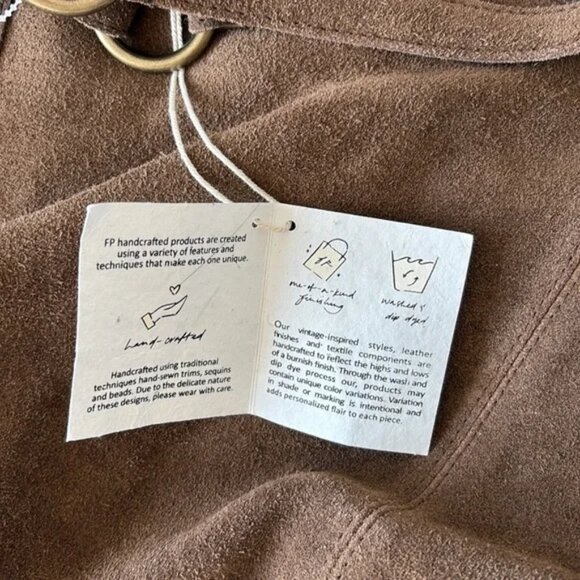 FP handcrafted products are created
using a variety of features and
techniques that make each one unique.
Hand-crafted
Handcrafted using traditional
techniques hand-sewn trims, sequins
and beads. Due to the delicate nature
of these designs, please wear with care.
one-of-a-kind
finishing
washed &
dip dyed
Our vintage-inspired styles, leather
finishes and textile components are
handcrafted to reflect the highs and lows
of a burnish finish. Through the wash and
dip dye process our, products may
contain unique color variations. Variation
in shade or marking is intentional and
adds personalized flair to each piece.